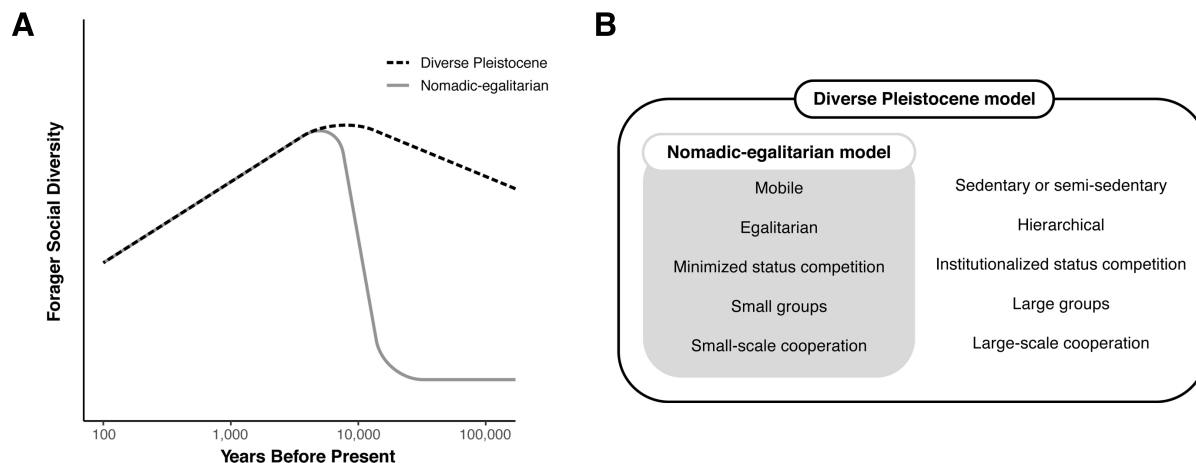 A
Diverse Pleistocene
Nomadic-egalitarian
Forager Social Diversity
100
1,000
10,000
100,000
Years Before Present
B
Diverse Pleistocene model
Nomadic-egalitarian model
Mobile
Sedentary or semi-sedentary
Egalitarian
Hierarchical
Minimized status competition
Institutionalized status competition
Small groups
Large groups
Small-scale cooperation
Large-scale cooperation